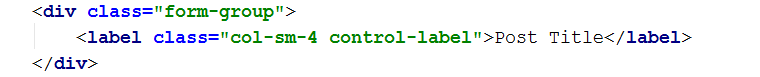 <div class="form-group">
    <label class="col-sm-4 control-label">Post Title</label>
</div>